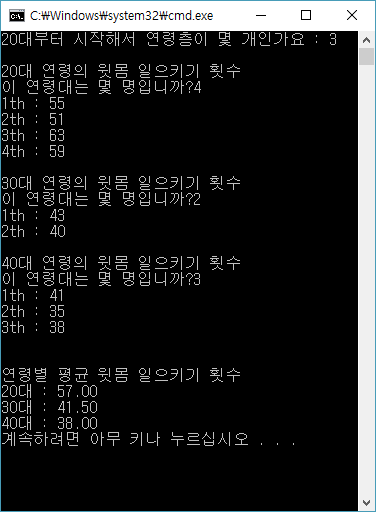 C:₩Windows₩system32₩cmd.exe
20대부터 시작해서 연령층이 몇 개인가요 : 3
20대 연령의 윗몸 일으키기 횟수
이 연령대는 몇 명입니까?4
1th : 55
2th : 51
3th : 63
4th : 59
30대 연령의 윗몸 일으키기 횟수
이 연령대는 몇 명입니까?2
1th : 43
2th : 40
40대 연령의 윗몸 일으키기 횟수
이 연령대는 몇 명입니까?3
1th : 41
2th : 35
3th : 38
연령별 평균 윗몸 일으키기 횟수
20대 : 57.00
30대 : 41.50
40대 : 38.00
계속하려면 아무 키나 누르십시오 . . .